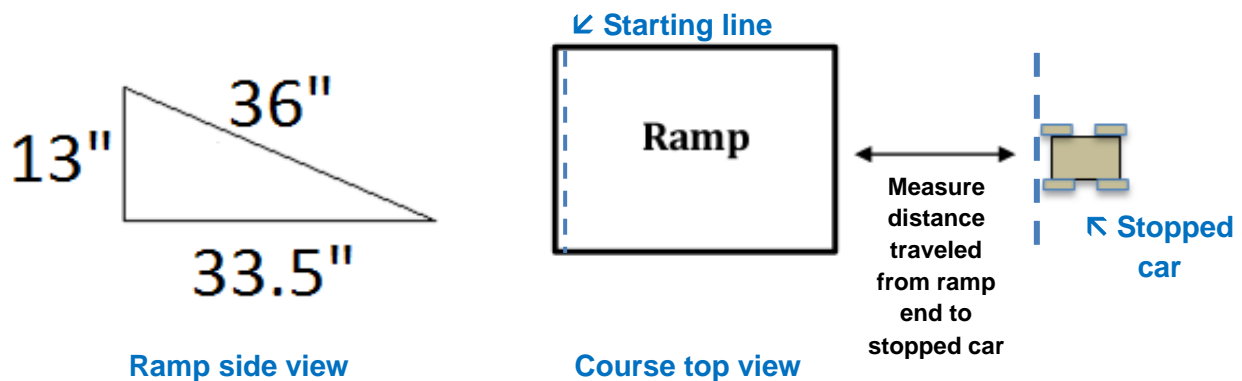 ↙ Starting line
36"
13"
33.5"
Ramp side view
Ramp
Measure
distance
traveled
from ramp
end to
stopped car
↖ Stopped
car
Course top view